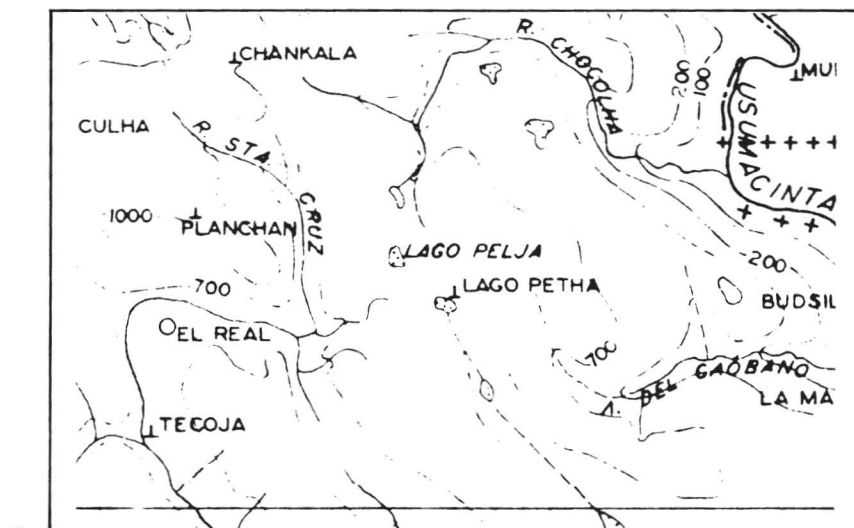 CHANKALA
R. CHOCOLHA
200
100
MUI
USUMACINTA
CULHA
R. STA CRUZ
1000
PLANCHAN
LAGO PELJA
200
700
LAGO PETHA
BUDSIL
EL REAL
700
A. DEL GAOBANO
LA MA
TECOJA